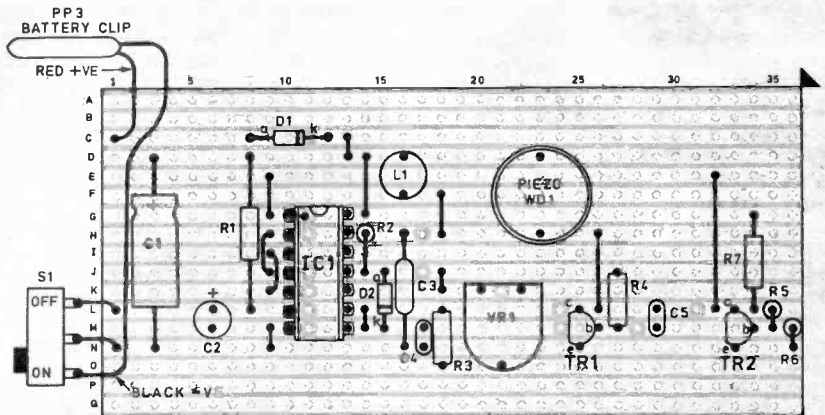 PP3
BATTERY CLIP
RED +VE
1 5 10 15 20 25 30 35
A
B
C
D
E
F
G
H
I
J
K
L
M
N
O
P
Q
D1
a k
L1
PIEZO
WD1
C1
R1
IC1
R2
a
D2
k
C3
VR1
R4
C5
R7
R5
R6
S1
OFF
ON
C2
C4
R3
c
b
e
TR1
c
b
e
TR2
BLACK -VE